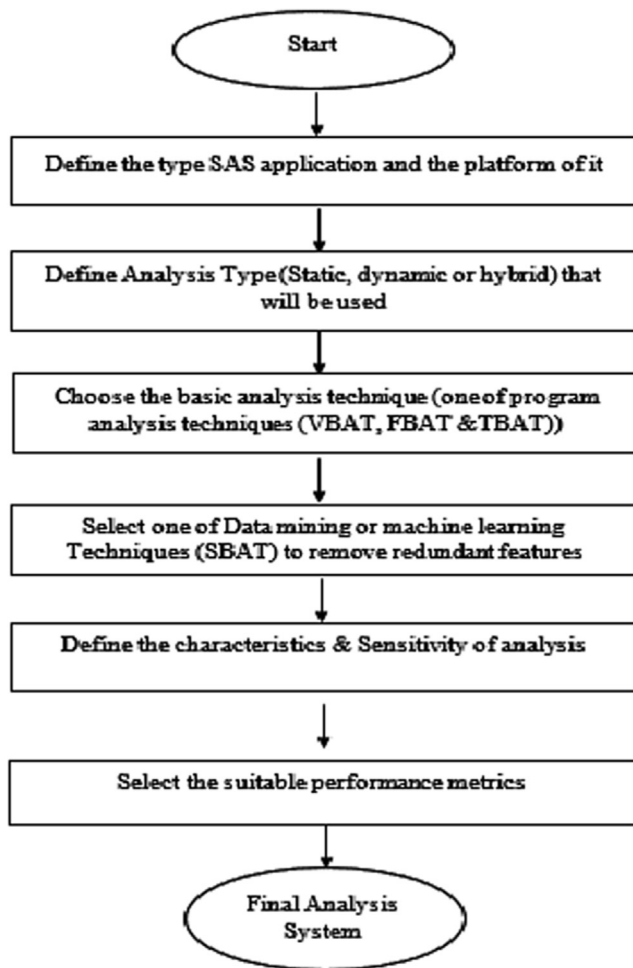 Start
Define the type SAS application and the platform of it
Define Analysis Type (Static, dynamic or hybrid) that
will be used
Choose the basic analysis technique (one of program
analysis techniques (VBAT, FBAT &TBAT))
Select one of Data mining or machine learning
Techniques (SBAT) to remove redundant features
Define the characteristics & Sensitivity of analysis
Select the suitable performance metrics
Final Analysis
System